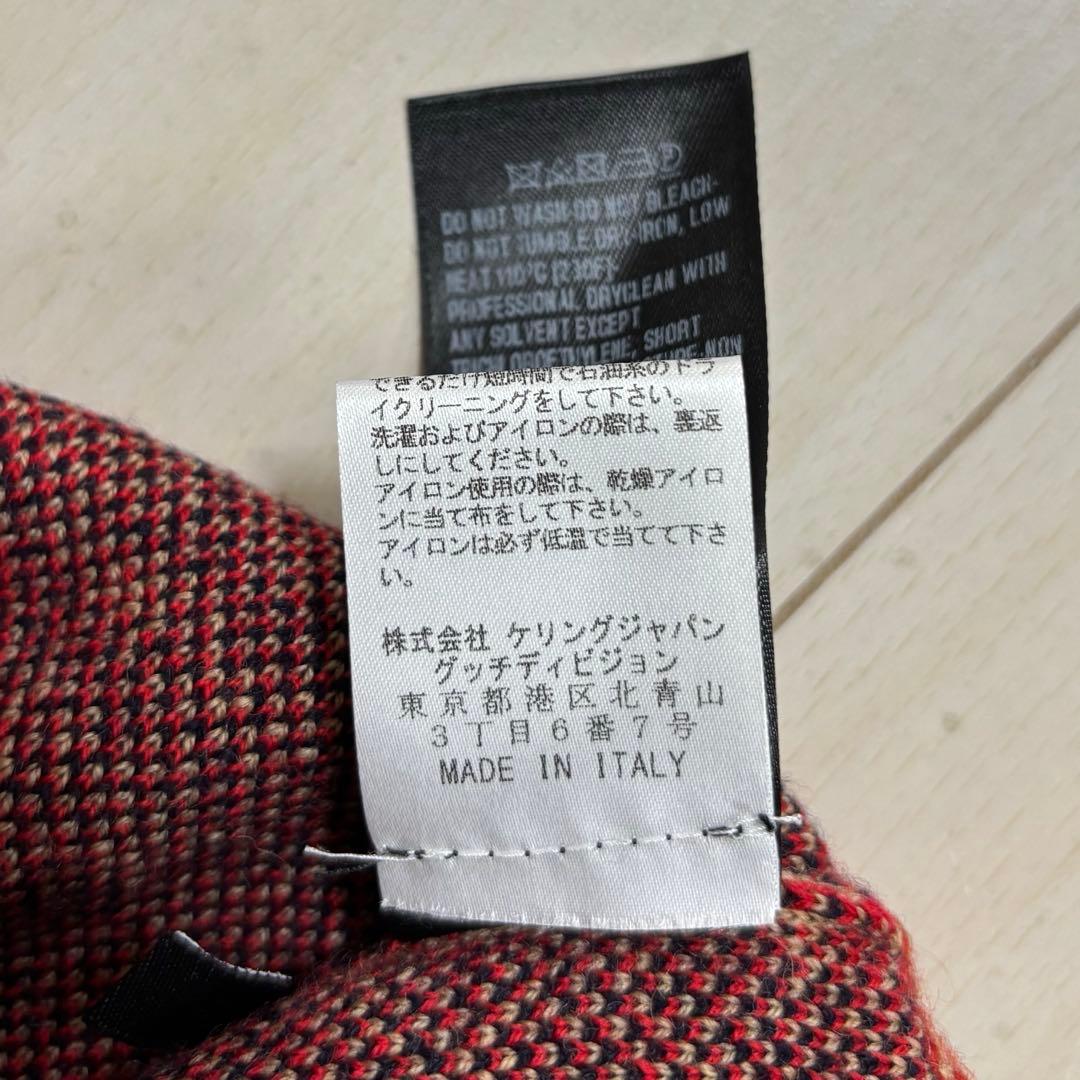 DO NOT WASH-DO NOT BLEACH-
DO NOT TUMBLE DRY-IRON, LOW
HEAT 110°C (230F)
PROFESSIONAL DRYCLEAN WITH
ANY SOLVENT EXCEPT
TRICHLOROETHYLENE, SHORT
できるだけ短時間で石油系のドラ
イクリーニングをして下さい。
洗濯およびアイロンの際は、裏返
しにしてください。
アイロン使用の際は、乾燥アイロ
ンに当て布をして下さい。
アイロンは必ず低温で当てて下さ
い。
株式会社 ケリングジャパン
グッチディビジョン
東京都港区北青山
3丁目6番7号
MADE IN ITALY